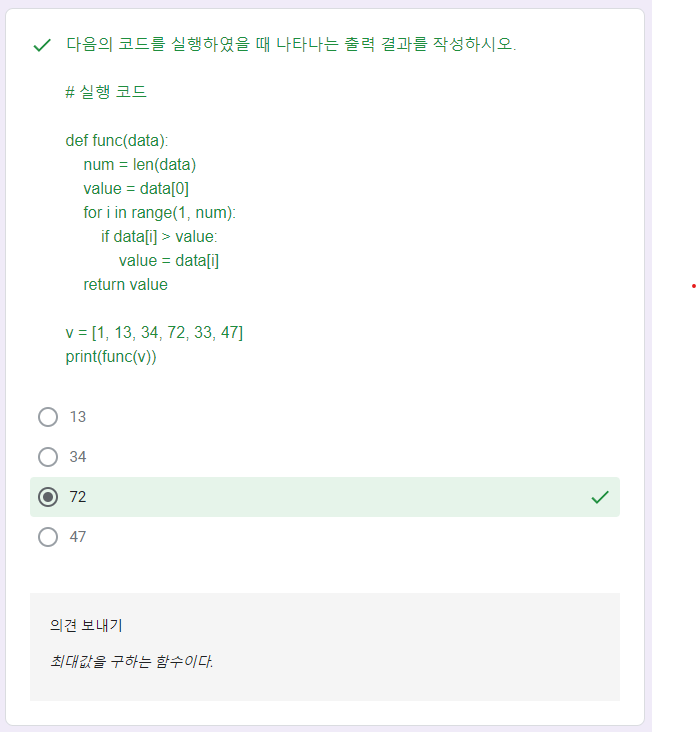 다음의 코드를 실행하였을 때 나타나는 출력 결과를 작성하시오.
# 실행 코드
def func(data):
    num = len(data)
    value = data[0]
    for i in range(1, num):
        if data[i] > value:
            value = data[i]
    return value
v = [1, 13, 34, 72, 33, 47]
print(func(v))
13
34
72
47
의견 보내기
최대값을 구하는 함수이다.